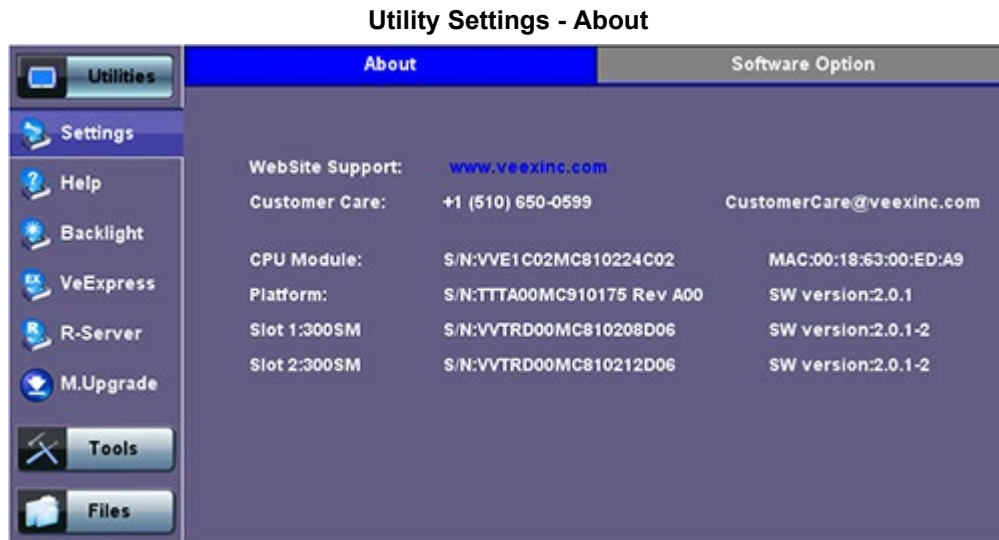 Utility Settings - About
Utilities
About
Software Option
Settings
Help
Backlight
VeExpress
R-Server
M.Upgrade
Tools
Files
WebSite Support: www.veexinc.com
Customer Care: +1 (510) 650-0599 CustomerCare@veexinc.com
CPU Module: S/N:VVE1C02MC810224C02 MAC:00:18:63:00:ED:A9
Platform: S/N:TTTA00MC910175 Rev A00 SW version:2.0.1
Slot 1:300SM S/N:VVTRD00MC810208D06 SW version:2.0.1-2
Slot 2:300SM S/N:VVTRD00MC810212D06 SW version:2.0.1-2